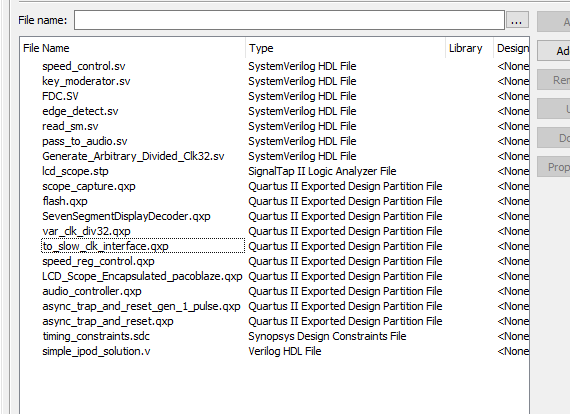 File name: ...
File Name Type Library Design
speed_control.sv SystemVerilog HDL File <None
key_moderator.sv SystemVerilog HDL File <None
FDC.SV SystemVerilog HDL File <None
edge_detect.sv SystemVerilog HDL File <None
read_sm.sv SystemVerilog HDL File <None
pass_to_audio.sv SystemVerilog HDL File <None
Generate_Arbitrary_Divided_Clk32.sv SystemVerilog HDL File <None
lcd_scope.stp SignalTap II Logic Analyzer File <None
scope_capture.qxp Quartus II Exported Design Partition File <None
flash.qxp Quartus II Exported Design Partition File <None
SevenSegmentDisplayDecoder.qxp Quartus II Exported Design Partition File <None
var_clk_div32.qxp Quartus II Exported Design Partition File <None
to_slow_clk_interface.qxp Quartus II Exported Design Partition File <None
speed_reg_control.qxp Quartus II Exported Design Partition File <None
LCD_Scope_Encapsulated_pacoblaze.qxp Quartus II Exported Design Partition File <None
audio_controller.qxp Quartus II Exported Design Partition File <None
async_trap_and_reset_gen_1_pulse.qxp Quartus II Exported Design Partition File <None
async_trap_and_reset.qxp Quartus II Exported Design Partition File <None
timing_constraints.sdc Synopsys Design Constraints File <None
simple_ipod_solution.v Verilog HDL File <None
A
Ad
Ren
U
Do
Prop